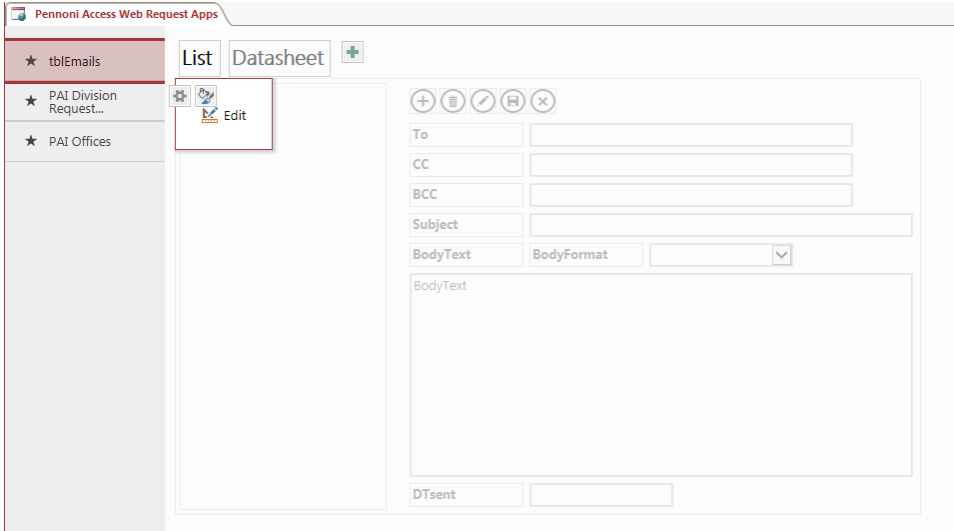 Pennoni Access Web Request Apps
tblEmails
PAI Division
Request...
PAI Offices
List Datasheet
Edit
To
CC
BCC
Subject
BodyText BodyFormat
BodyText
DTsent